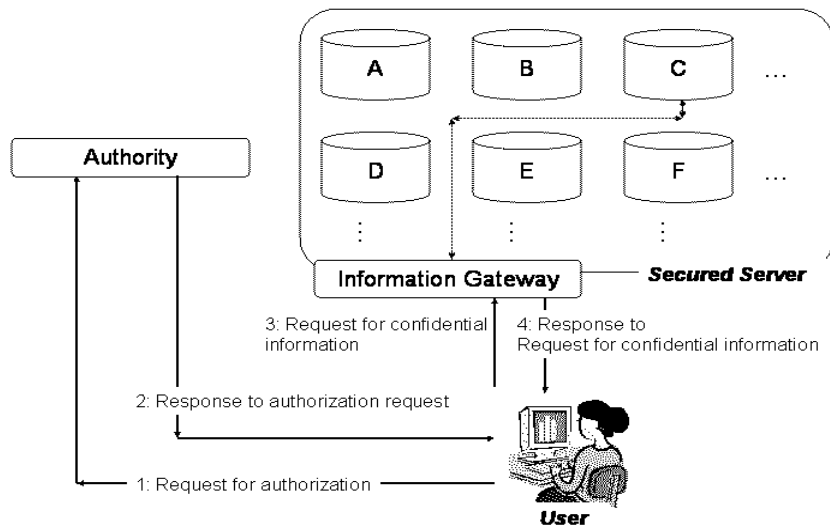 A
B
C
...
Authority
D
E
F
...
Information Gateway
Secured Server
3: Request for confidential
information
4: Response to
Request for confidential information
2: Response to authorization request
1: Request for authorization
User